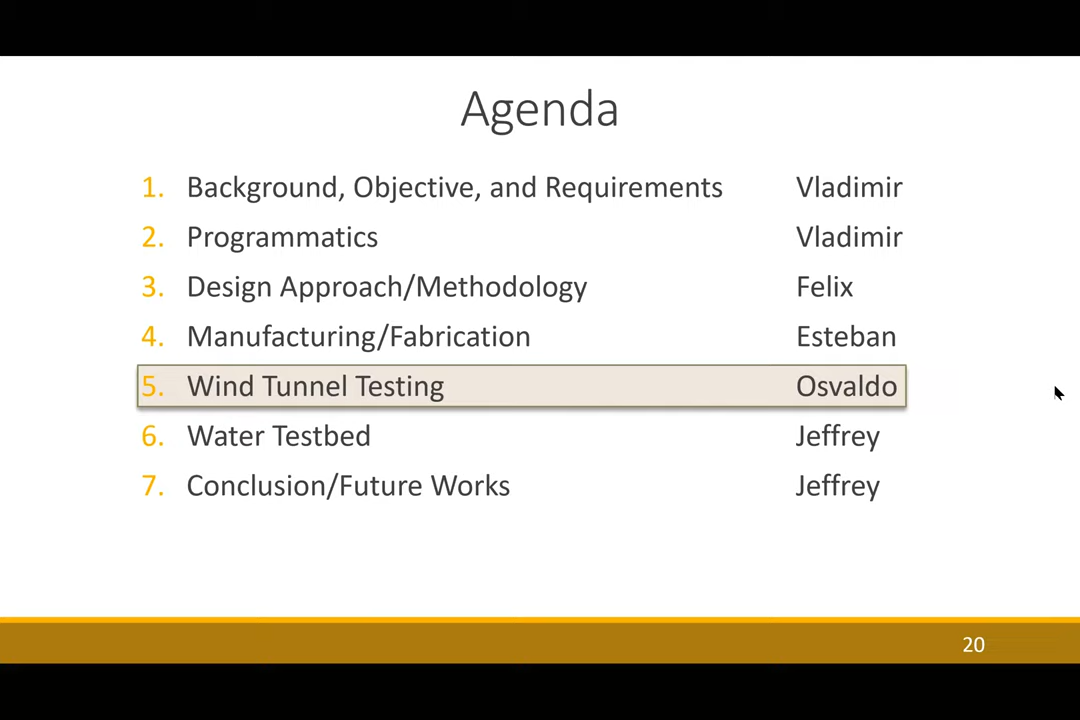 Agenda
1. Background, Objective, and Requirements Vladimir
2. Programmatics Vladimir
3. Design Approach/Methodology Felix
4. Manufacturing/Fabrication Esteban
5. Wind Tunnel Testing Osvaldo
6. Water Testbed Jeffrey
7. Conclusion/Future Works Jeffrey
20